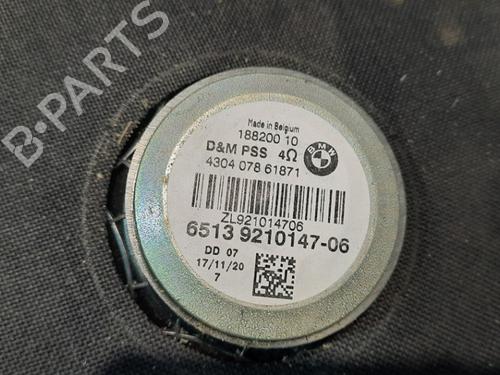 B-PARTS
Made in Belgium
188200 10
BMW
D&M PSS 4Ω
4304 078 61871
ZL921014706
6513 9210147-06
DD 07
17/11/20
7